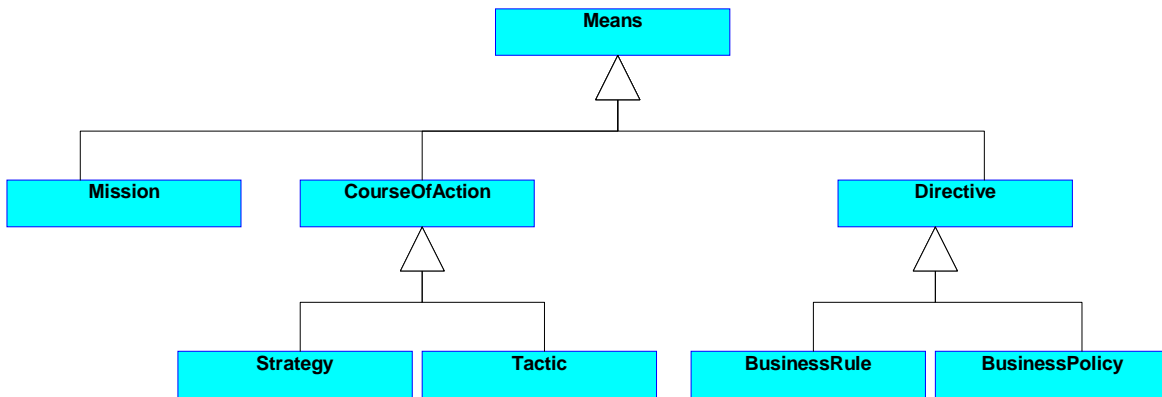 Means
Mission
CourseOfAction
Directive
Strategy
Tactic
BusinessRule
BusinessPolicy